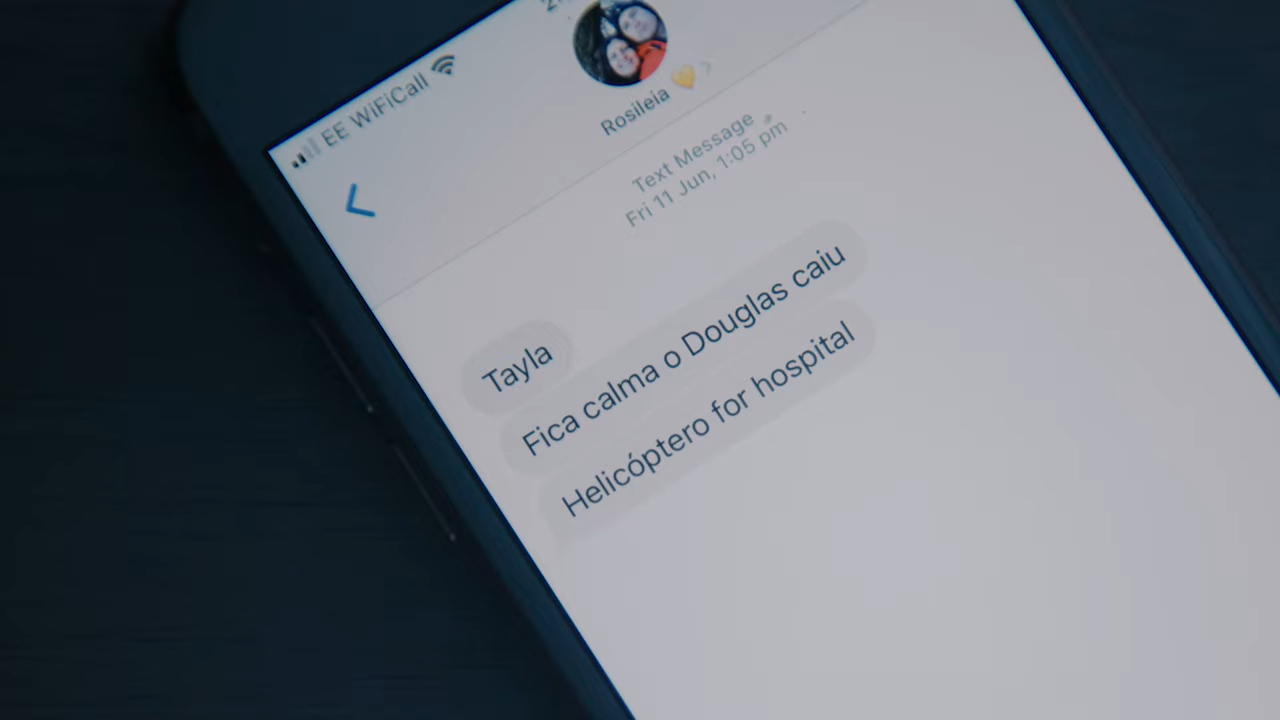 EE WiFiCall
Rosileia
Text Message
Fri 11 Jun, 1:05 pm
Tayla
Fica calma o Douglas caiu
Helicóptero for hospital